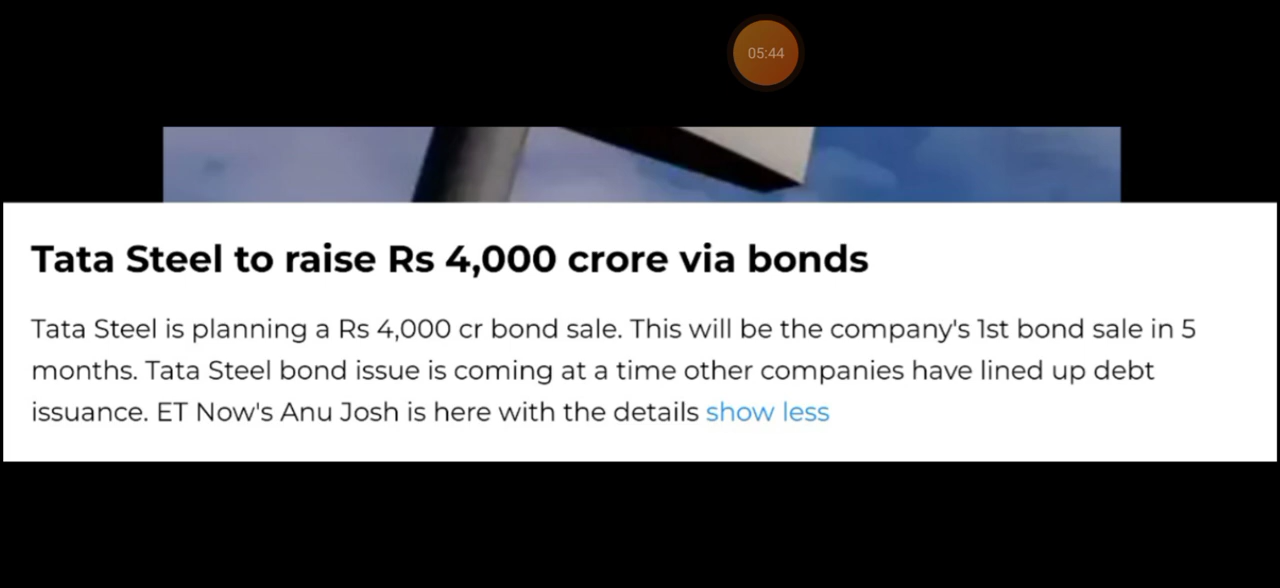 05:44
Tata Steel to raise Rs 4,000 crore via bonds
Tata Steel is planning a Rs 4,000 cr bond sale. This will be the company's 1st bond sale in 5
months. Tata Steel bond issue is coming at a time other companies have lined up debt
issuance. ET Now's Anu Josh is here with the details show less